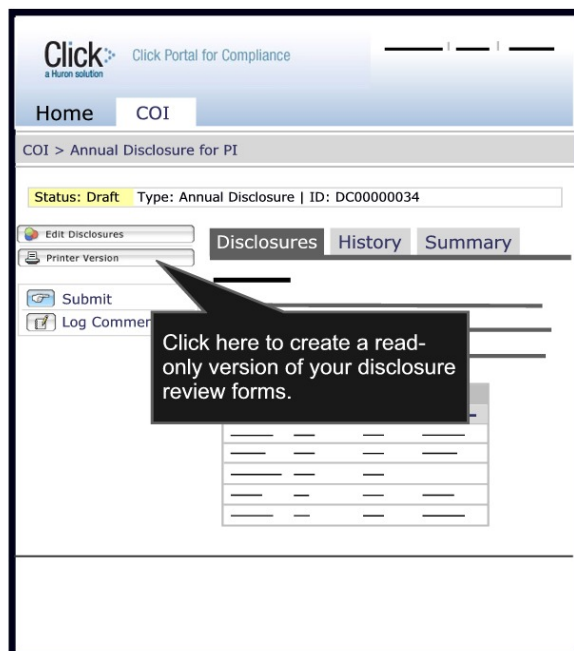 Click
a Huron solution
Click Portal for Compliance
Home COI
COI > Annual Disclosure for PI
Status: Draft Type: Annual Disclosure | ID: DC00000034
Edit Disclosures
Printer Version
Disclosures History Summary
Submit
Log Commen
Click here to create a read-
only version of your disclosure
review forms.